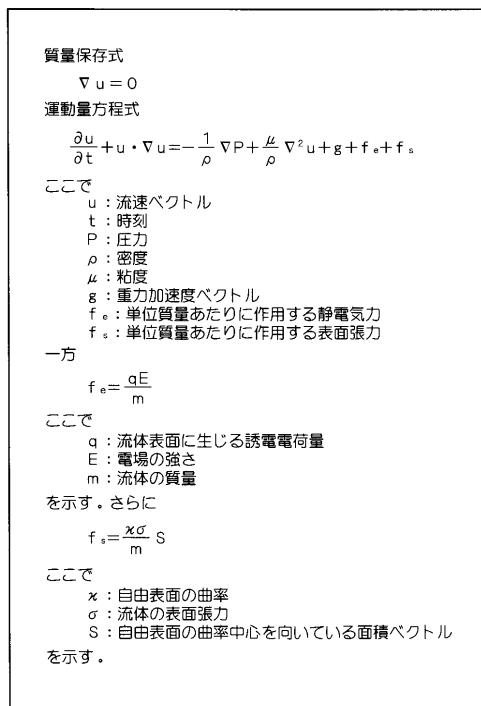 質量保存式
∇u=0
運動量方程式
∂u/∂t+u・∇u=-1/ρ ∇P+μ/ρ ∇²u+g+fₑ+fₛ
ここで
u:流速ベクトル
t:時刻
P:圧力
ρ:密度
μ:粘度
g:重力加速度ベクトル
fₑ:単位質量あたりに作用する静電気力
fₛ:単位質量あたりに作用する表面張力
一方
fₑ=qE/m
ここで
q:流体表面に生じる誘電電荷量
E:電場の強さ
m:流体の質量
を示す。さらに
fₛ=κσ/m S
ここで
κ:自由表面の曲率
σ:流体の表面張力
S:自由表面の曲率中心を向いている面積ベクトル
を示す。